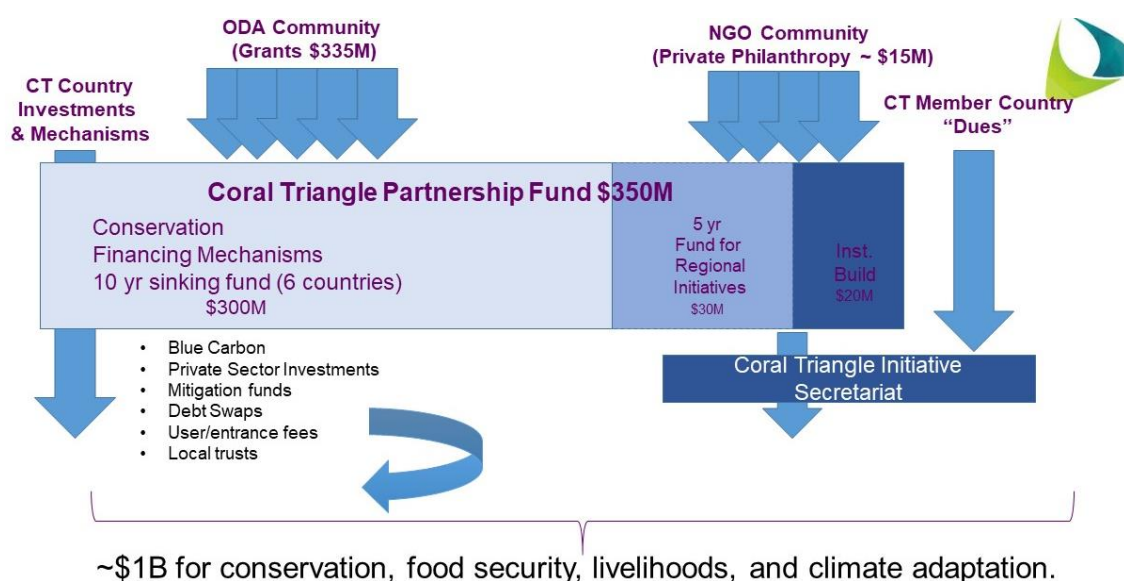 ODA Community
(Grants $335M)
NGO Community
(Private Philanthropy ~ $15M)
CT Country
Investments
& Mechanisms
CT Member Country
“Dues”
Coral Triangle Partnership Fund $350M
Conservation
Financing Mechanisms
10 yr sinking fund (6 countries)
$300M
5 yr
Fund for
Regional
Initiatives
$30M
Inst.
Build
$20M
• Blue Carbon
• Private Sector Investments
• Mitigation funds
• Debt Swaps
• User/entrance fees
• Local trusts
Coral Triangle Initiative
Secretariat
~$1B for conservation, food security, livelihoods, and climate adaptation.